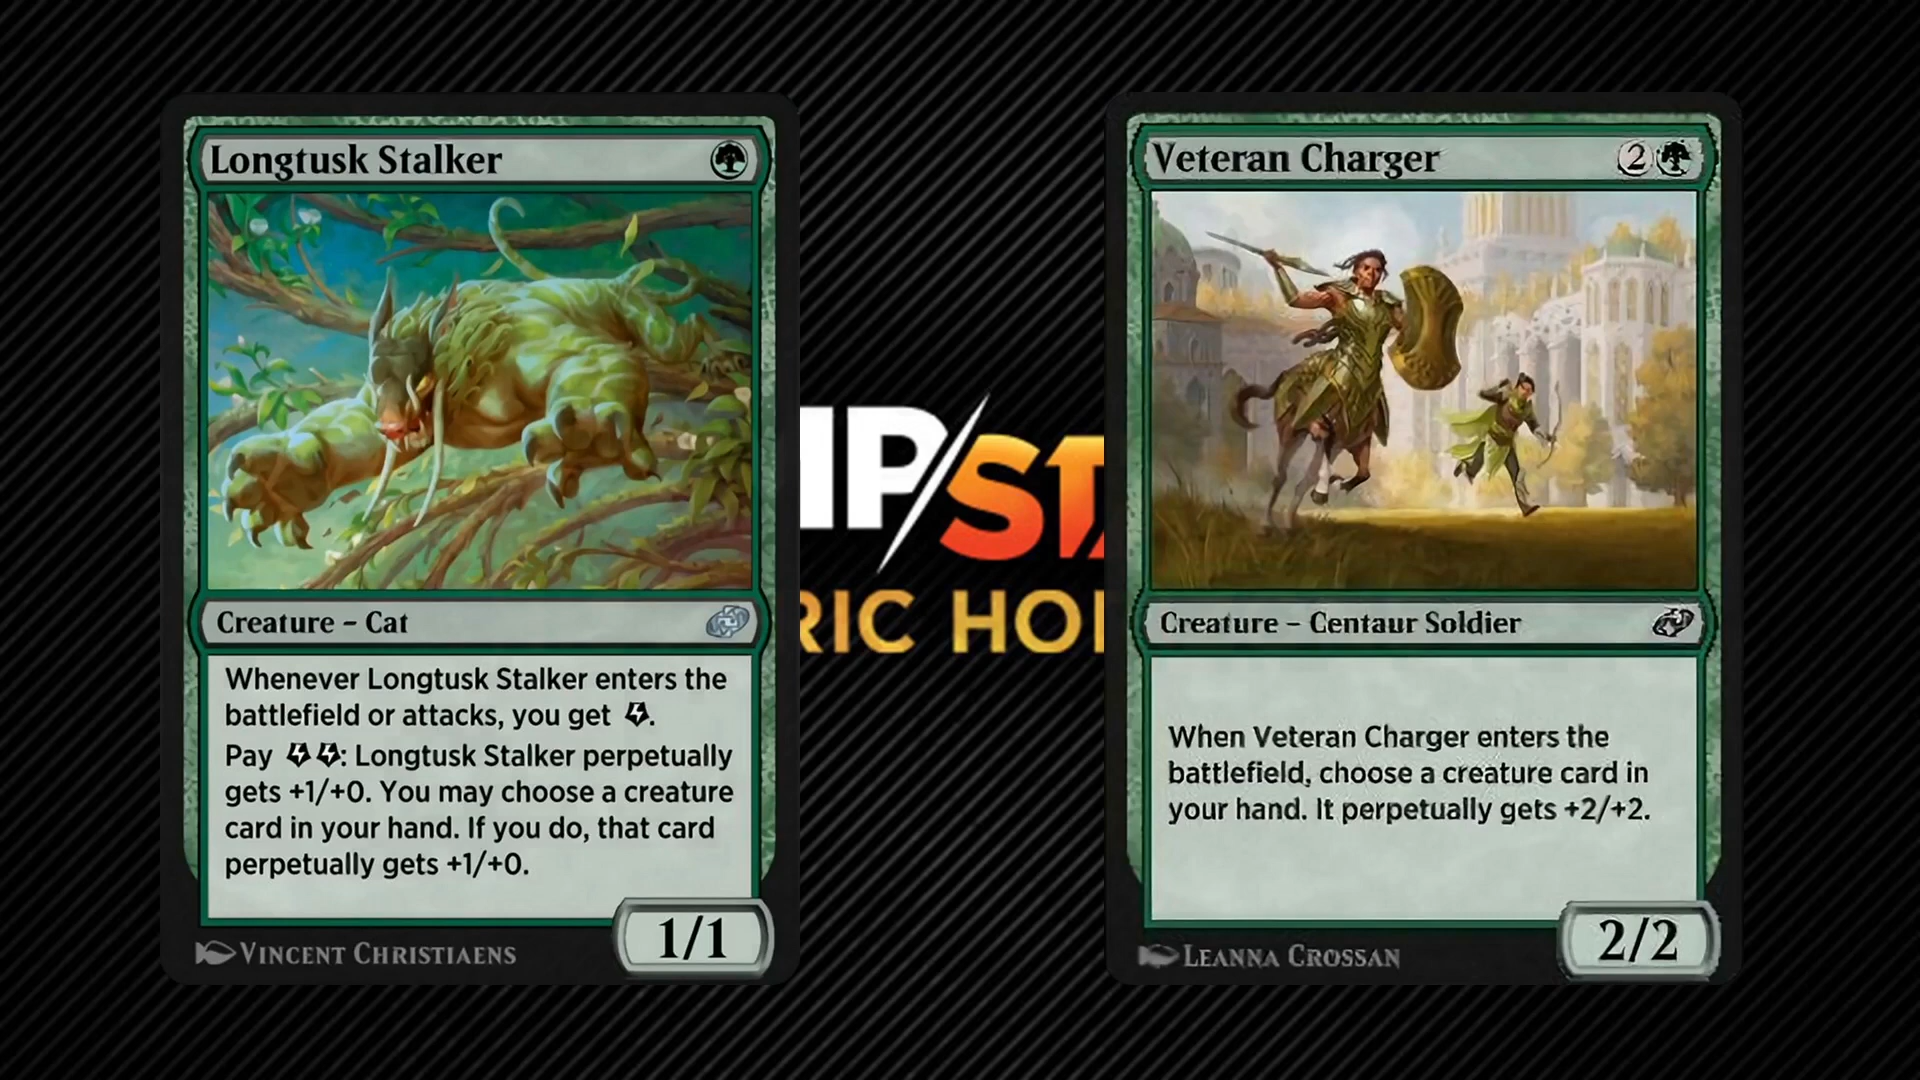 Longtusk Stalker
Creature – Cat
Whenever Longtusk Stalker enters the
battlefield or attacks, you get .
Pay : Longtusk Stalker perpetually
gets +1/+0. You may choose a creature
card in your hand. If you do, that card
perpetually gets +1/+0.
1/1
Vincent Christiaens
MP/ST
RIC HO
Veteran Charger 2
Creature – Centaur Soldier
When Veteran Charger enters the
battlefield, choose a creature card in
your hand. It perpetually gets +2/+2.
2/2
Leanna Crossan